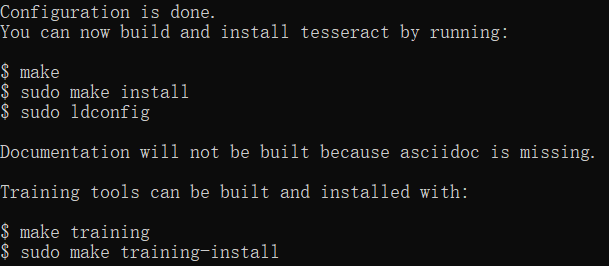 Configuration is done.
You can now build and install tesseract by running:
$ make
$ sudo make install
$ sudo ldconfig
Documentation will not be built because asciidoc is missing.
Training tools can be built and installed with:
$ make training
$ sudo make training-install